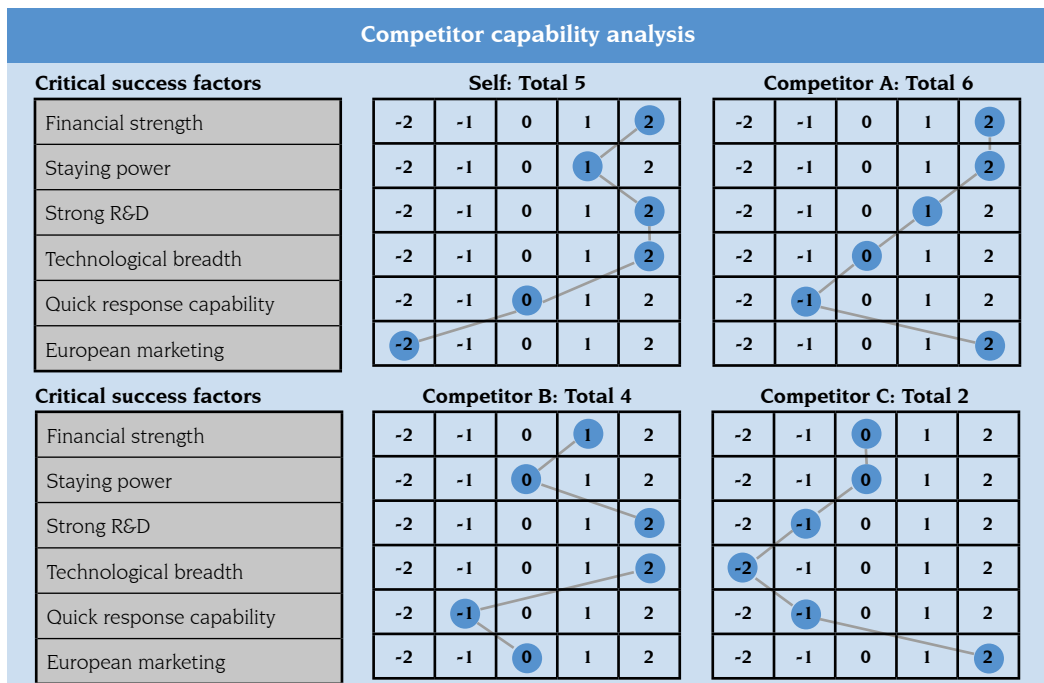 Competitor capability analysis
Critical success factors Self: Total 5 Competitor A: Total 6
Financial strength -2 -1 0 1 2 -2 -1 0 1 2
Staying power -2 -1 0 1 2 -2 -1 0 1 2
Strong R&D -2 -1 0 1 2 -2 -1 0 1 2
Technological breadth -2 -1 0 1 2 -2 -1 0 1 2
Quick response capability -2 -1 0 1 2 -2 -1 0 1 2
European marketing -2 -1 0 1 2 -2 -1 0 1 2
Critical success factors Competitor B: Total 4 Competitor C: Total 2
Financial strength -2 -1 0 1 2 -2 -1 0 1 2
Staying power -2 -1 0 1 2 -2 -1 0 1 2
Strong R&D -2 -1 0 1 2 -2 -1 0 1 2
Technological breadth -2 -1 0 1 2 -2 -1 0 1 2
Quick response capability -2 -1 0 1 2 -2 -1 0 1 2
European marketing -2 -1 0 1 2 -2 -1 0 1 2